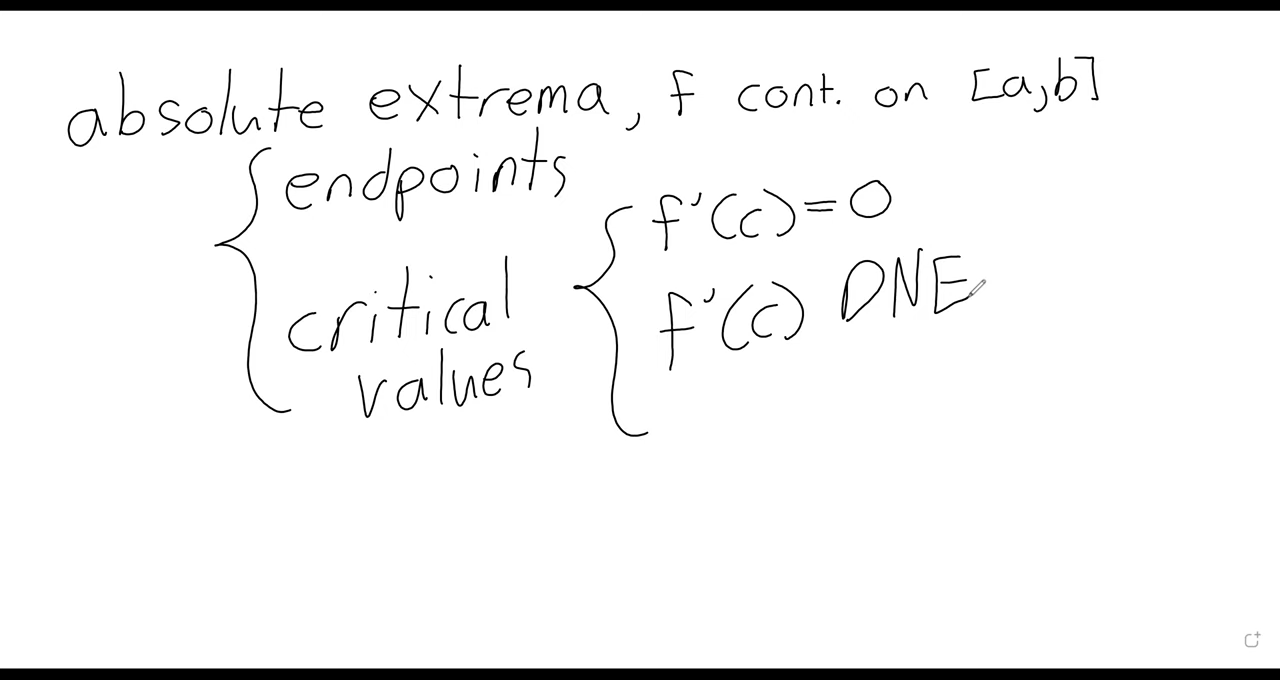 absolute extrema, f cont. on [a,b]
endpoints
f'(c)=0
critical
f'(c) DNE
values